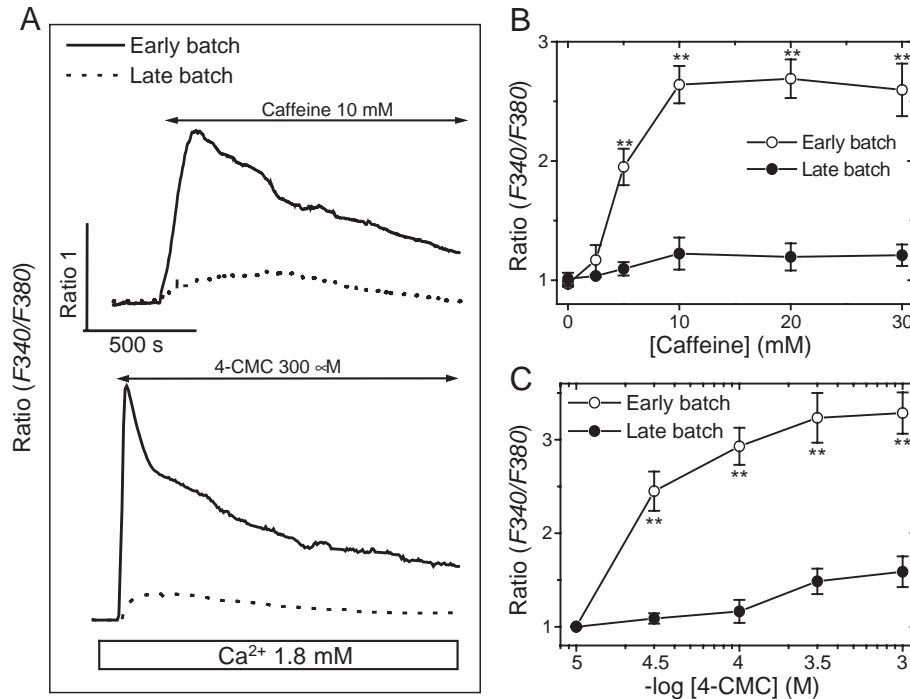 A
Early batch
Late batch
Caffeine 10 mM
Ratio 1
500 s
Ratio (F340/F380)
4-CMC 300 ∝M
Ca²⁺ 1.8 mM
B
3
2
1
Ratio (F340/F380)
**
**
**
**
Early batch
Late batch
0
10
20
30
[Caffeine] (mM)
C
Early batch
Late batch
3
2
1
Ratio (F340/F380)
**
**
**
**
5
4.5
4
3.5
3
-log [4-CMC] (M)